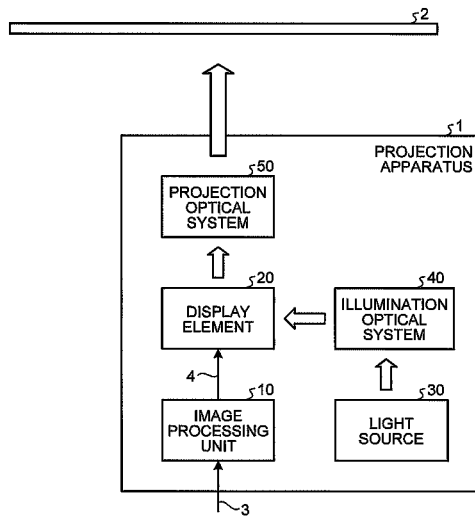 2
1
PROJECTION
APPARATUS
50
PROJECTION
OPTICAL
SYSTEM
20
DISPLAY
ELEMENT
40
ILLUMINATION
OPTICAL
SYSTEM
4
10
IMAGE
PROCESSING
UNIT
30
LIGHT
SOURCE
3